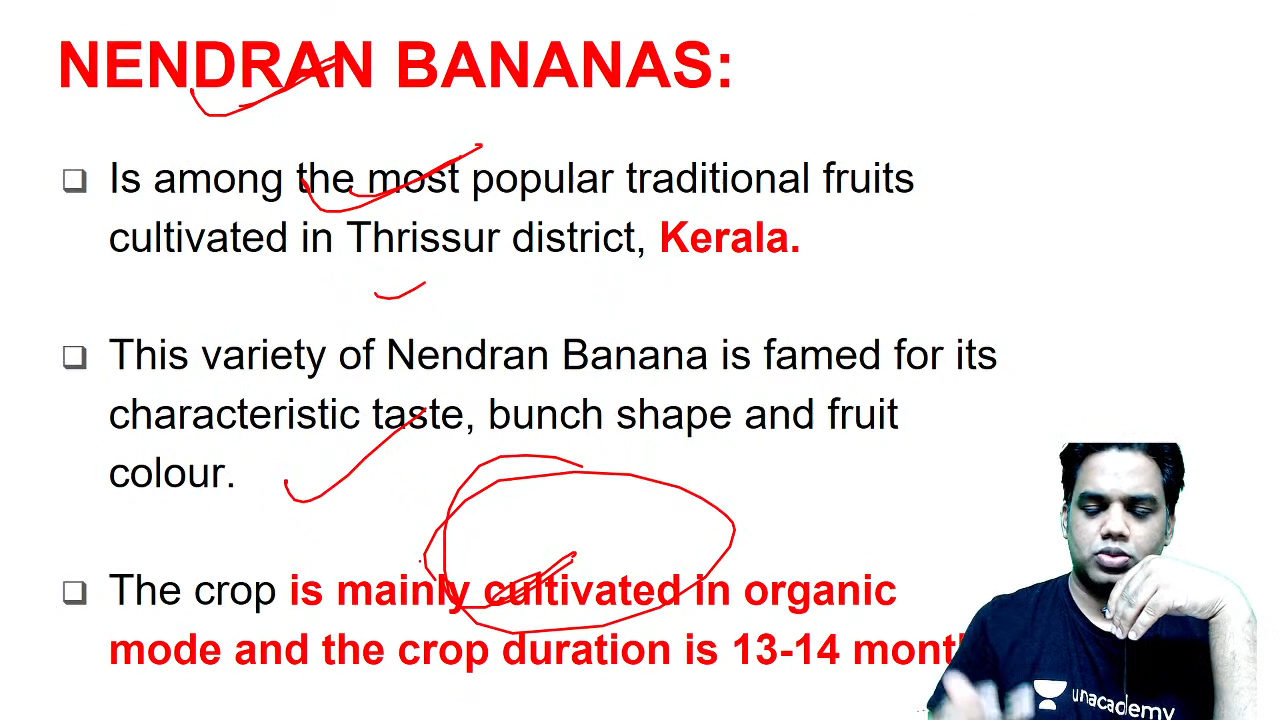 NENDRAN BANANAS:
Is among the most popular traditional fruits
cultivated in Thrissur district, Kerala.
This variety of Nendran Banana is famed for its
characteristic taste, bunch shape and fruit
colour.
The crop is mainly cultivated in organic
mode and the crop duration is 13-14
unacademy